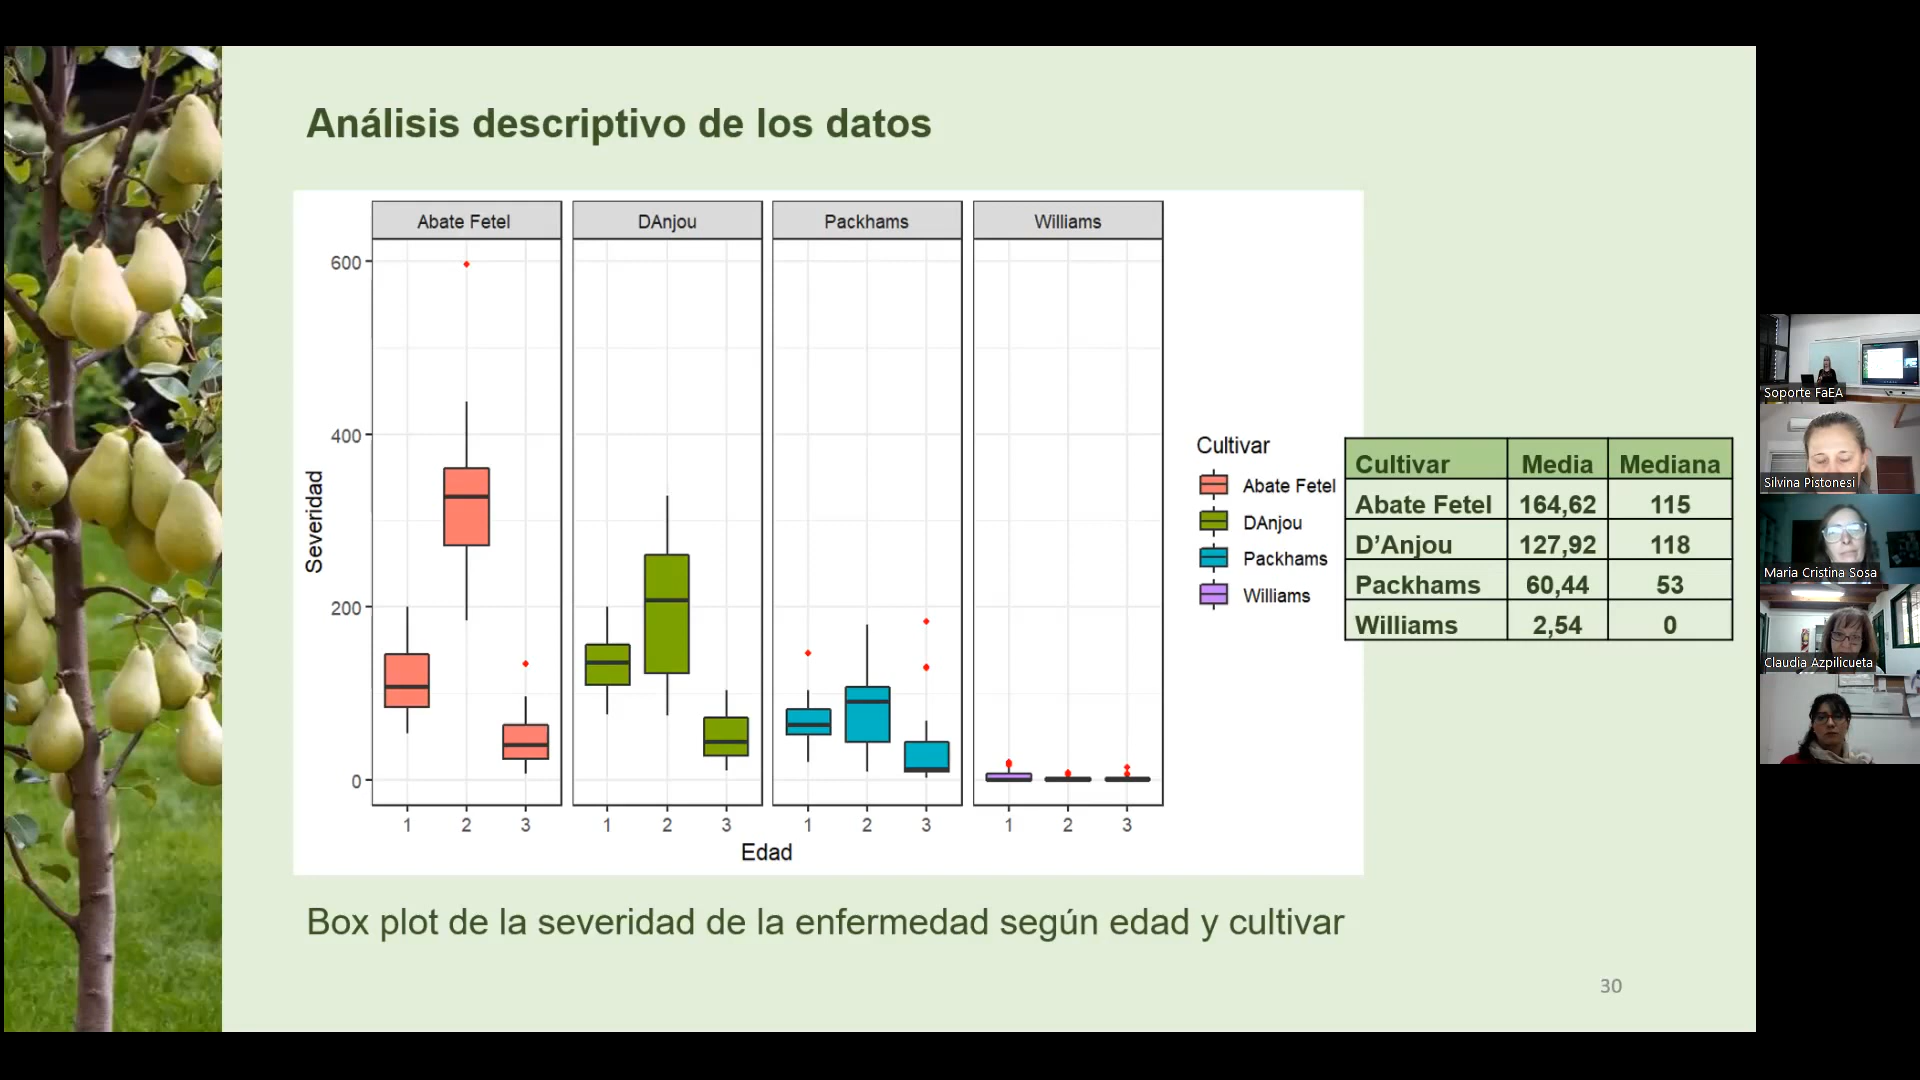 Análisis descriptivo de los datos
Abate Fetel
DAnjou
Packhams
Williams
600
400
200
0
Severidad
1 2 3
1 2 3
1 2 3
1 2 3
Edad
Cultivar
Abate Fetel
DAnjou
Packhams
Williams
Cultivar Media Mediana
Abate Fetel 164,62 115
D’Anjou 127,92 118
Packhams 60,44 53
Williams 2,54 0
Box plot de la severidad de la enfermedad según edad y cultivar
30
Soporte FaEA
Silvina Pistonesi
Maria Cristina Sosa
Claudia Azpilicueta